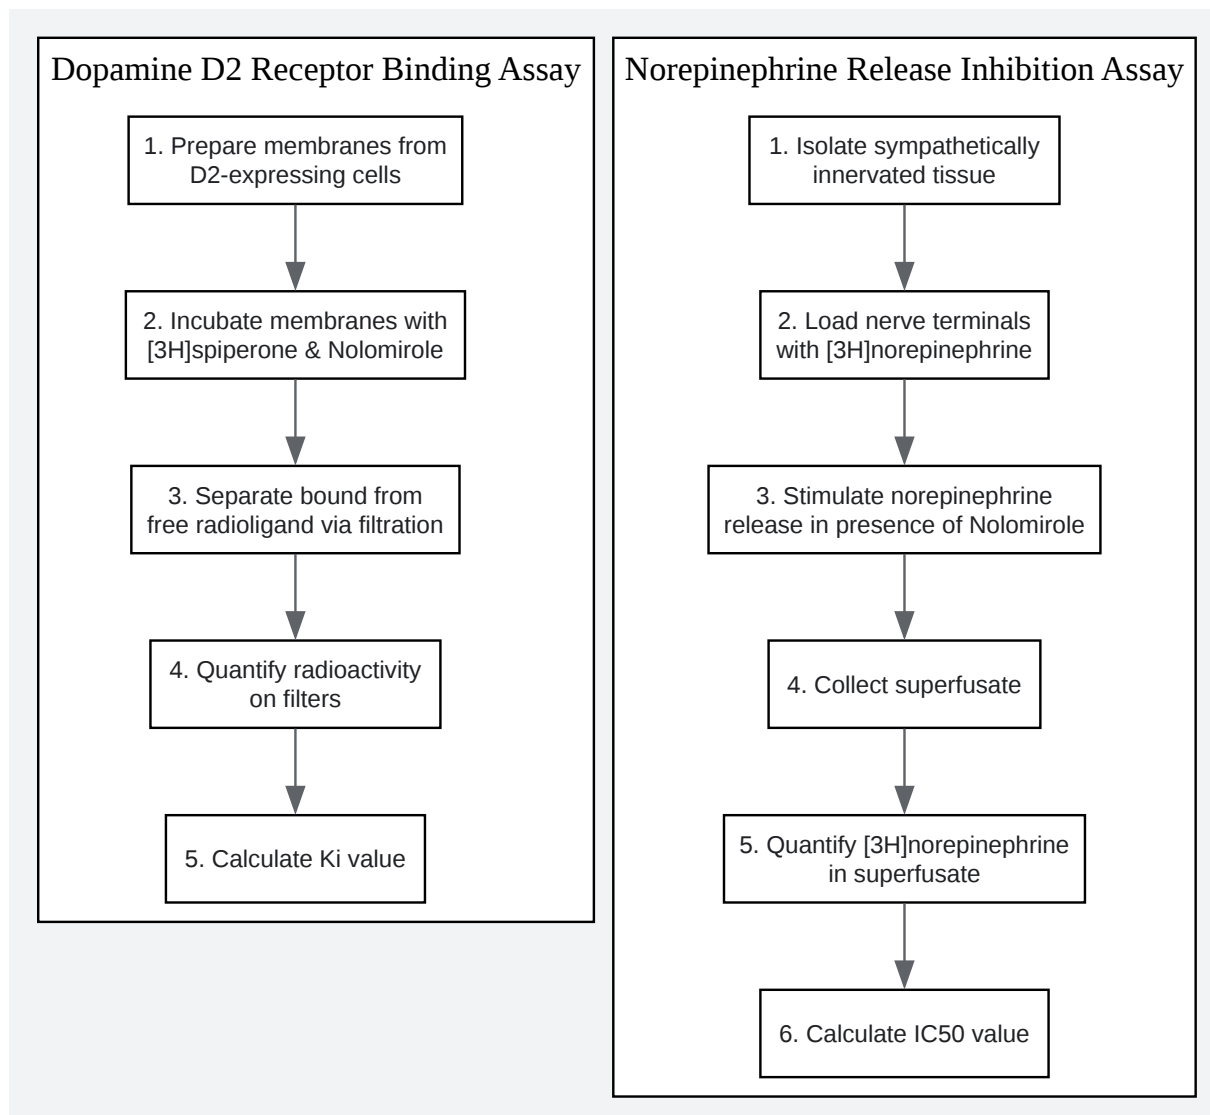 Dopamine D2 Receptor Binding Assay
1. Prepare membranes from
D2-expressing cells
2. Incubate membranes with
[3H]spiperone & Nolomirole
3. Separate bound from
free radioligand via filtration
4. Quantify radioactivity
on filters
5. Calculate Ki value
Norepinephrine Release Inhibition Assay
1. Isolate sympathetically
innervated tissue
2. Load nerve terminals
with [3H]norepinephrine
3. Stimulate norepinephrine
release in presence of Nolomirole
4. Collect superfusate
5. Quantify [3H]norepinephrine
in superfusate
6. Calculate IC50 value